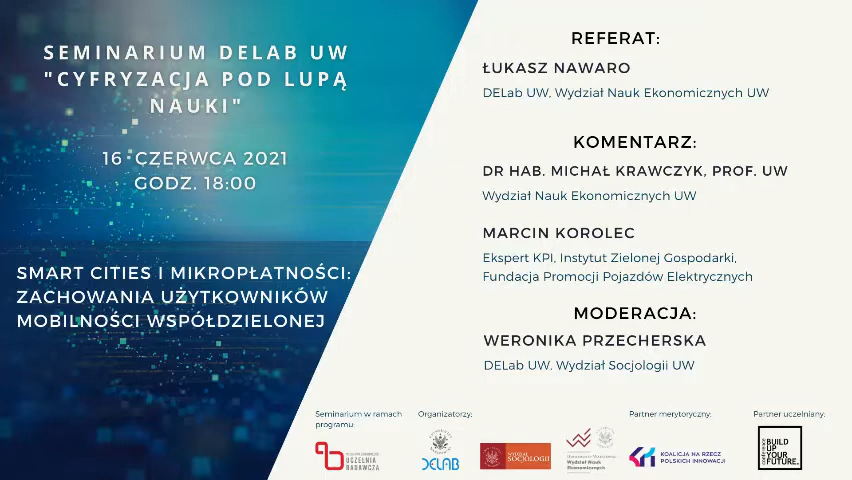 SEMINARIUM DELAB UW
"CYFRYZACJA POD LUPĄ
NAUKI"
16 CZERWCA 2021
GODZ. 18:00
SMART CITIES I MIKROPŁATNOŚCI:
ZACHOWANIA UŻYTKOWNIKÓW
MOBILNOŚCI WSPÓŁDZIELONEJ
REFERAT:
ŁUKASZ NAWARO
DELab UW, Wydział Nauk Ekonomicznych UW
KOMENTARZ:
DR HAB. MICHAŁ KRAWCZYK, PROF. UW
Wydział Nauk Ekonomicznych UW
MARCIN KOROLEC
Ekspert KPI, Instytut Zielonej Gospodarki,
Fundacja Promocji Pojazdów Elektrycznych
MODERACJA:
WERONIKA PRZECHERSKA
DELab UW, Wydział Socjologii UW
Seminarium w ramach
programu:
UCZELNIA
BADAWCZA
Organizatorzy:
DELAB
WYDZIAŁ
SOCJOLOGII
Wydział Nauk
Ekonomicznych
Partner merytoryczny:
KOALICJA NA RZECZ
POLSKICH INNOWACJI
Partner uczelniany:
BUILD
UP
YOUR
FUTURE.